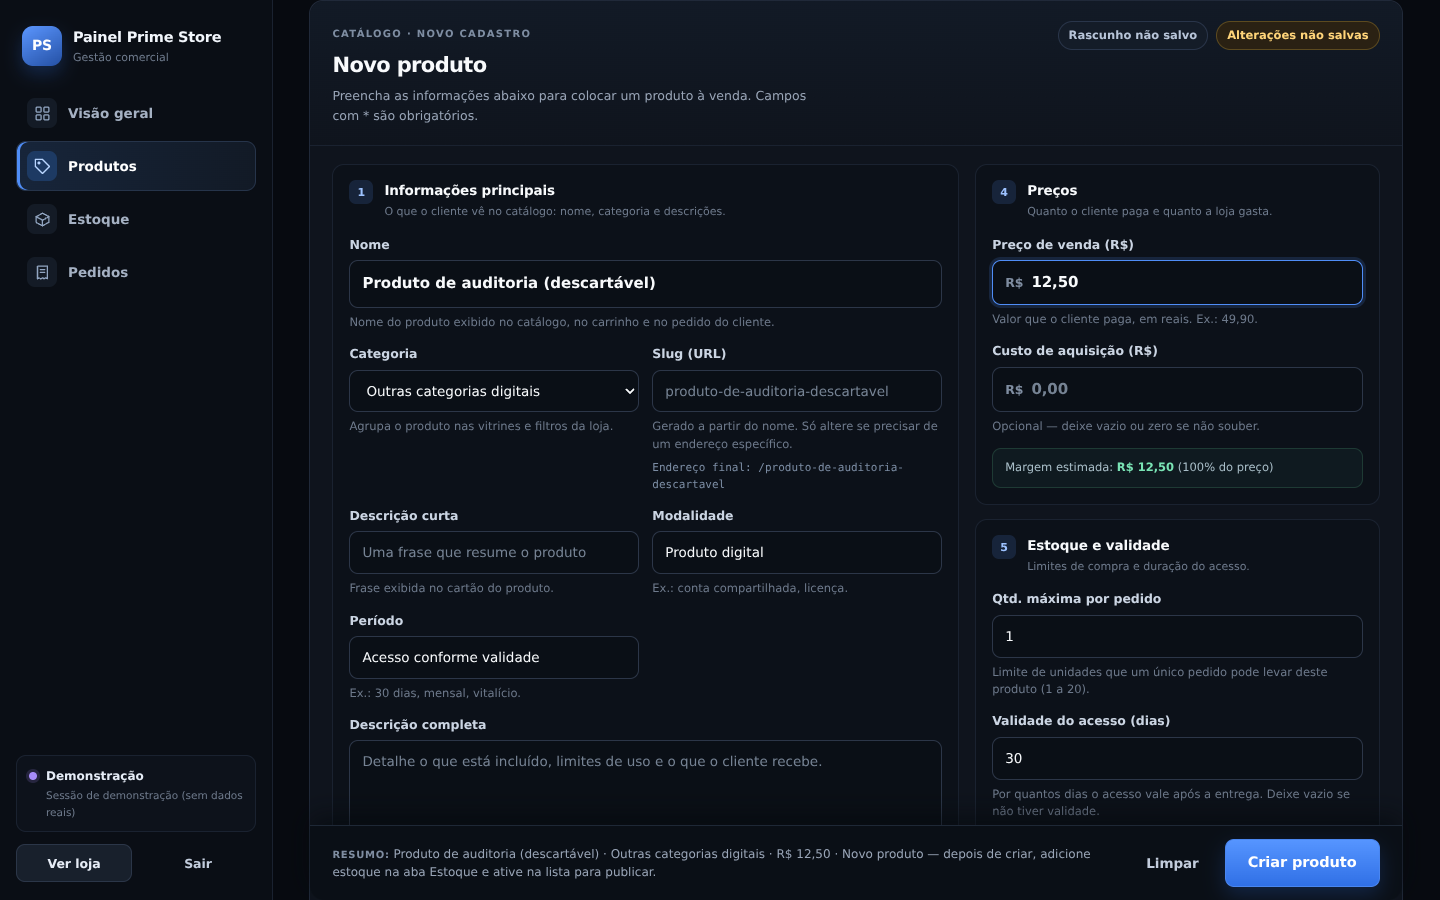 PS
Painel Prime Store
Gestão comercial
Visão geral
Produtos
Estoque
Pedidos
Demonstração
Sessão de demonstração (sem dados
reais)
Ver loja
Sair
CATÁLOGO · NOVO CADASTRO
Novo produto
Preencha as informações abaixo para colocar um produto à venda. Campos
com * são obrigatórios.
Rascunho não salvo
Alterações não salvas
1
Informações principais
O que o cliente vê no catálogo: nome, categoria e descrições.
Nome
Produto de auditoria (descartável)
Nome do produto exibido no catálogo, no carrinho e no pedido do cliente.
Categoria
Outras categorias digitais
Agrupa o produto nas vitrines e filtros da loja.
Slug (URL)
produto-de-auditoria-descartavel
Gerado a partir do nome. Só altere se precisar de
um endereço específico.
Endereço final: /produto-de-auditoria-
descartavel
Descrição curta
Uma frase que resume o produto
Frase exibida no cartão do produto.
Modalidade
Produto digital
Ex.: conta compartilhada, licença.
Período
Acesso conforme validade
Ex.: 30 dias, mensal, vitalício.
Descrição completa
Detalhe o que está incluído, limites de uso e o que o cliente recebe.
4
Preços
Quanto o cliente paga e quanto a loja gasta.
Preço de venda (R$)
R$ 12,50
Valor que o cliente paga, em reais. Ex.: 49,90.
Custo de aquisição (R$)
R$ 0,00
Opcional — deixe vazio ou zero se não souber.
Margem estimada: R$ 12,50 (100% do preço)
5
Estoque e validade
Limites de compra e duração do acesso.
Qtd. máxima por pedido
1
Limite de unidades que um único pedido pode levar deste
produto (1 a 20).
Validade do acesso (dias)
30
Por quantos dias o acesso vale após a entrega. Deixe vazio se
não tiver validade.
RESUMO: Produto de auditoria (descartável) · Outras categorias digitais · R$ 12,50 · Novo produto — depois de criar, adicione
estoque na aba Estoque e ative na lista para publicar.
Limpar
Criar produto